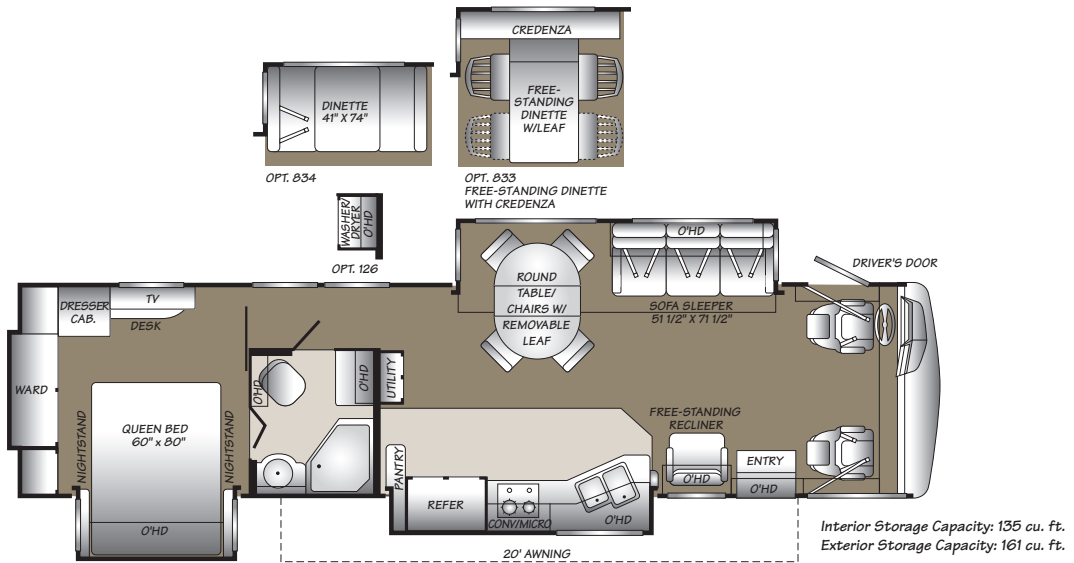 CREDENZA
FREE-
STANDING
DINETTE
W/LEAF
DINETTE
41" X 74"
OPT. 834
OPT. 833
FREE-STANDING DINETTE
WITH CREDENZA
WASHER/
DRYER
O'HD
OPT. 126
DRIVER'S DOOR
O'HD
SOFA SLEEPER
51 1/2" X 71 1/2"
ROUND
TABLE/
CHAIRS W/
REMOVABLE
LEAF
DRESSER
CAB.
TV
DESK
WARD
QUEEN BED
60" x 80"
NIGHTSTAND
NIGHTSTAND
O'HD
O'HD
O'HD
UTILITY
PANTRY
REFER
CONV/MICRO
O'HD
FREE-STANDING
RECLINER
O'HD
ENTRY
O'HD
20' AWNING
Interior Storage Capacity: 135 cu. ft.
Exterior Storage Capacity: 161 cu. ft.